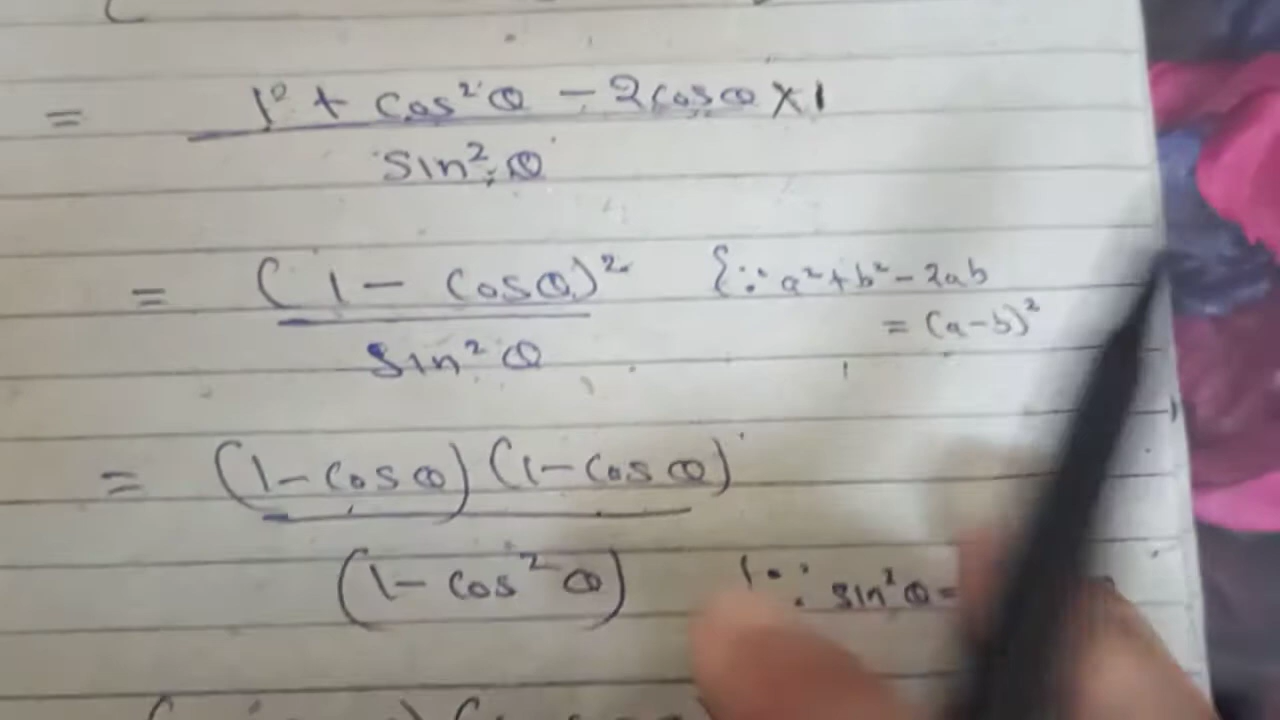 = 1² + cos²θ − 2cosθ × 1
sin²θ
= (1 − cosθ)² {∵ a² + b² − 2ab
= (a−b)²
sin²θ
= (1−cosθ)(1−cosθ)
(1−cos²θ) {∵ sin²θ =